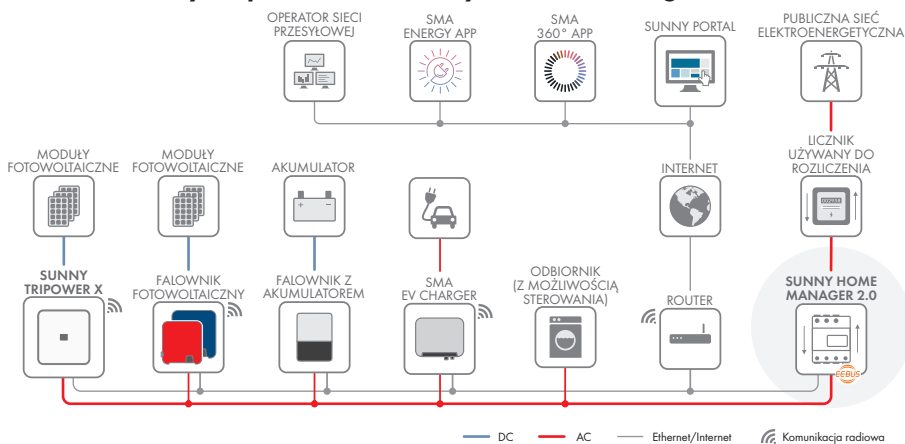 OPERATOR SIECI
PRZESYŁOWEJ
SMA
ENERGY APP
SMA
360° APP
SUNNY PORTAL
PUBLICZNA SIEĆ
ELEKTROENERGETYCZNA
MODUŁY
FOTOWOLTAICZNE
MODUŁY
FOTOWOLTAICZNE
AKUMULATOR
INTERNET
LICZNIK
UŻYWANY DO
ROZLICZENIA
SUNNY
TRIPOWER X
FALOWNIK
FOTOWOLTAICZNY
FALOWNIK Z
AKUMULATOREM
SMA
EV CHARGER
ODBIORNIK
(Z MOŻLIWOŚCIĄ
STEROWANIA)
ROUTER
SUNNY HOME
MANAGER 2.0
EEBUS
DC
AC
Ethernet/Internet
Komunikacja radiowa